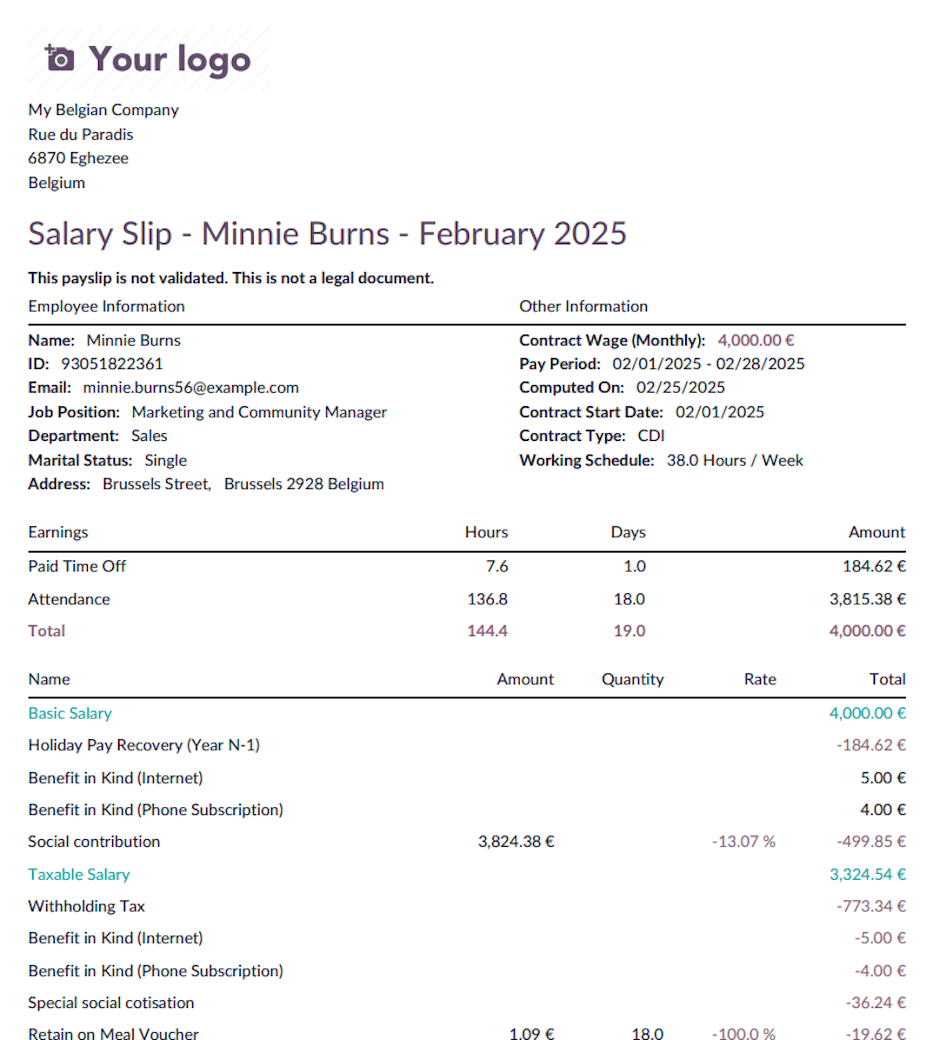 Your logo
My Belgian Company
Rue du Paradis
6870 Eghezee
Belgium
Salary Slip - Minnie Burns - February 2025
This payslip is not validated. This is not a legal document.
Employee Information Other Information
Name: Minnie Burns Contract Wage (Monthly): 4,000.00 €
ID: 93051822361 Pay Period: 02/01/2025 - 02/28/2025
Email: minnie.burns56@example.com Computed On: 02/25/2025
Job Position: Marketing and Community Manager Contract Start Date: 02/01/2025
Department: Sales Contract Type: CDI
Marital Status: Single Working Schedule: 38.0 Hours / Week
Address: Brussels Street, Brussels 2928 Belgium
Earnings Hours Days Amount
Paid Time Off 7.6 1.0 184.62 €
Attendance 136.8 18.0 3,815.38 €
Total 144.4 19.0 4,000.00 €
Name Amount Quantity Rate Total
Basic Salary 4,000.00 €
Holiday Pay Recovery (Year N-1) -184.62 €
Benefit in Kind (Internet) 5.00 €
Benefit in Kind (Phone Subscription) 4.00 €
Social contribution 3,824.38 € -13.07 % -499.85 €
Taxable Salary 3,324.54 €
Withholding Tax -773.34 €
Benefit in Kind (Internet) -5.00 €
Benefit in Kind (Phone Subscription) -4.00 €
Special social cotisation -36.24 €
Retain on Meal Voucher 1.09 € 18.0 -100.0 % -19.62 €